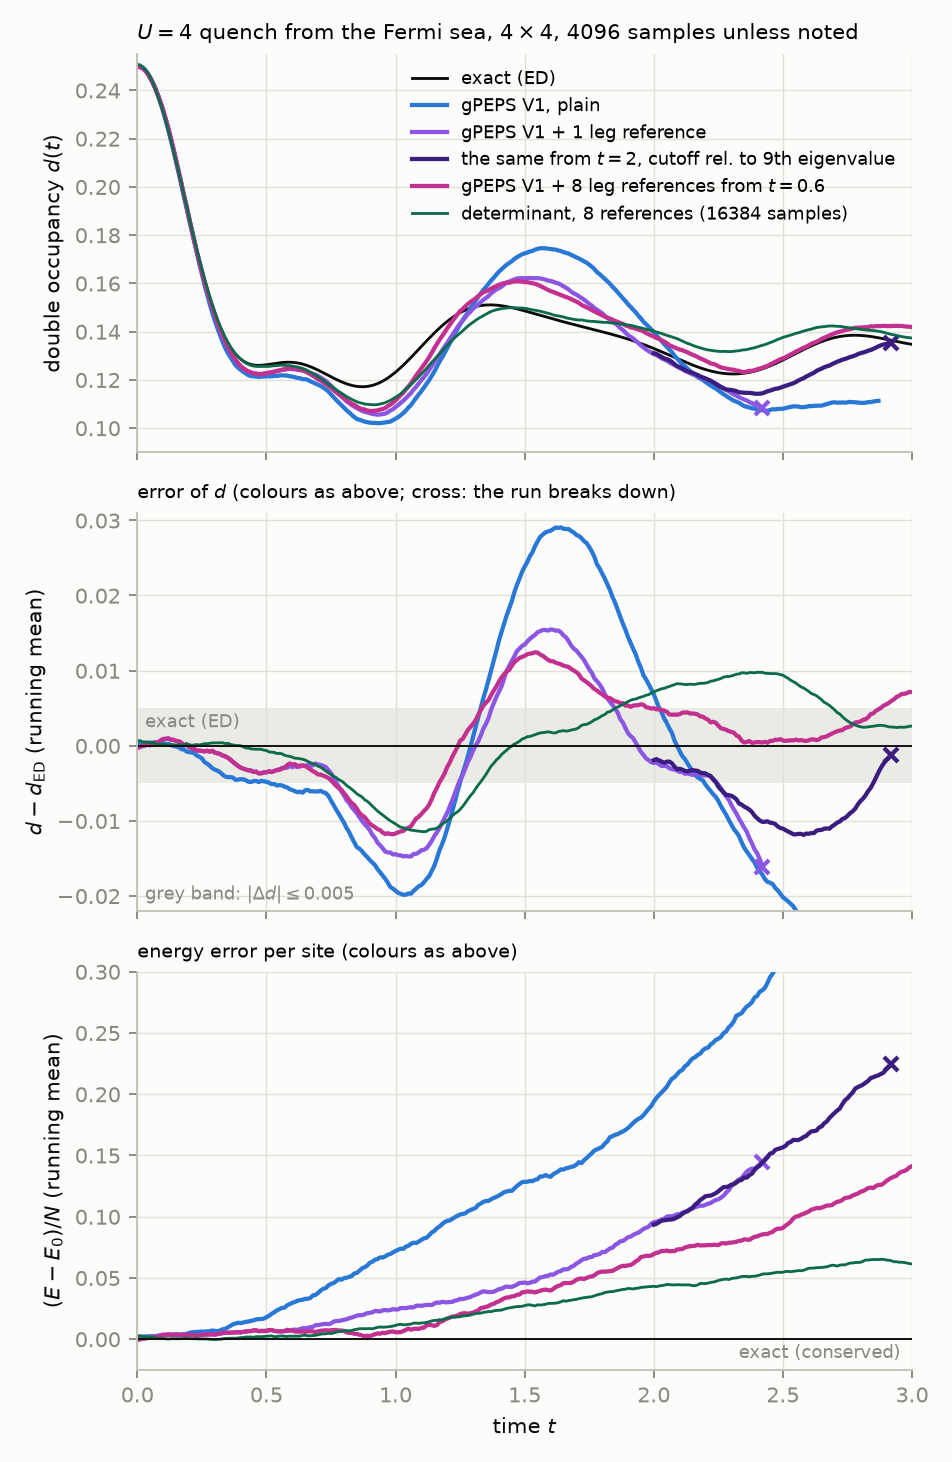 U = 4 quench from the Fermi sea, 4 × 4, 4096 samples unless noted
exact (ED)
gPEPS V1, plain
gPEPS V1 + 1 leg reference
the same from t = 2, cutoff rel. to 9th eigenvalue
gPEPS V1 + 8 leg references from t = 0.6
determinant, 8 references (16384 samples)
double occupancy d(t)
0.24
0.22
0.20
0.18
0.16
0.14
0.12
0.10
error of d (colours as above; cross: the run breaks down)
d − d_ED (running mean)
0.03
0.02
0.01
0.00
−0.01
−0.02
exact (ED)
grey band: |Δd| ≤ 0.005
energy error per site (colours as above)
(E − E₀)/N (running mean)
0.30
0.25
0.20
0.15
0.10
0.05
0.00
exact (conserved)
0.0 0.5 1.0 1.5 2.0 2.5 3.0
time t